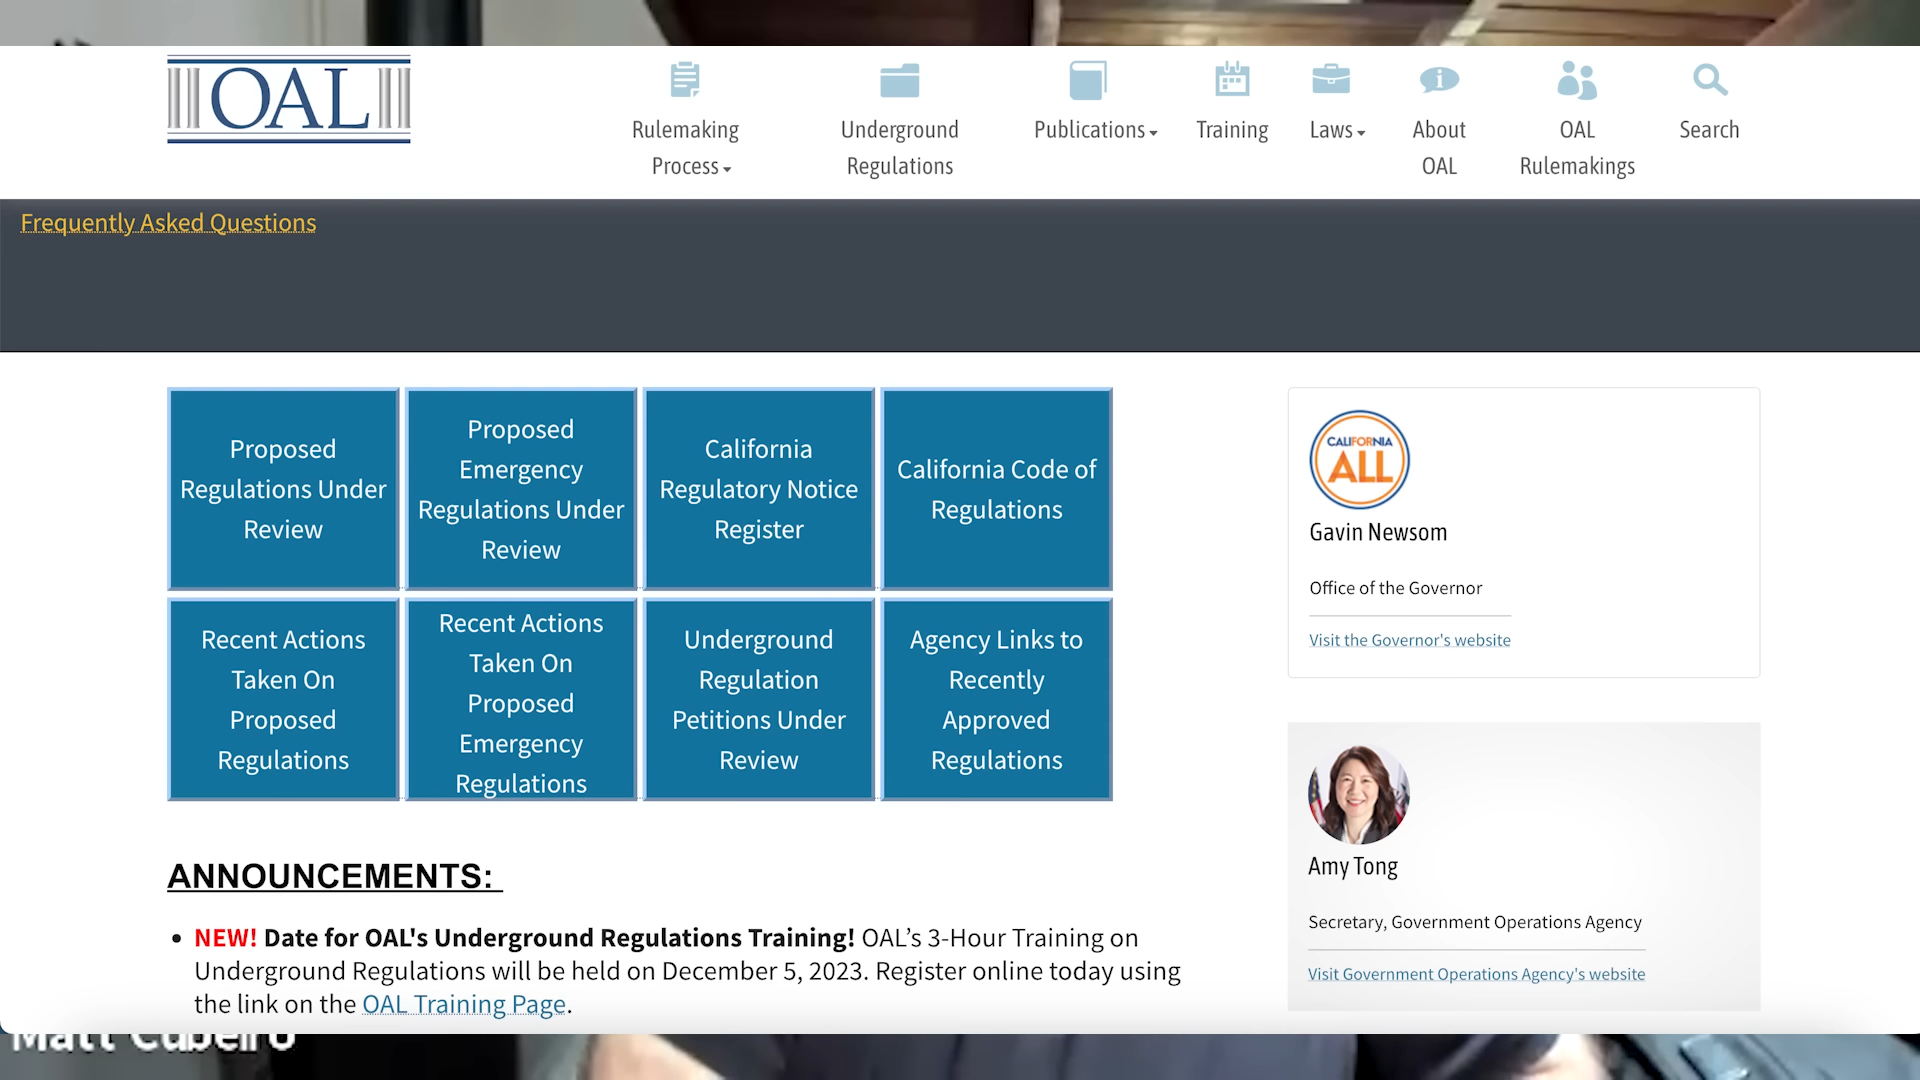 OAL
Rulemaking
Process
Underground
Regulations
Publications
Training
Laws
About
OAL
OAL
Rulemakings
Search
Frequently Asked Questions
Proposed
Regulations Under
Review
Proposed
Emergency
Regulations Under
Review
California
Regulatory Notice
Register
California Code of
Regulations
Recent Actions
Taken On
Proposed
Regulations
Recent Actions
Taken On
Proposed
Emergency
Regulations
Underground
Regulation
Petitions Under
Review
Agency Links to
Recently
Approved
Regulations
CALIFORNIA
ALL
Gavin Newsom
Office of the Governor
Visit the Governor's website
Amy Tong
Secretary, Government Operations Agency
Visit Government Operations Agency's website
ANNOUNCEMENTS:
• NEW! Date for OAL's Underground Regulations Training! OAL’s 3-Hour Training on
Underground Regulations will be held on December 5, 2023. Register online today using
the link on the OAL Training Page.
Matt Cubeiro